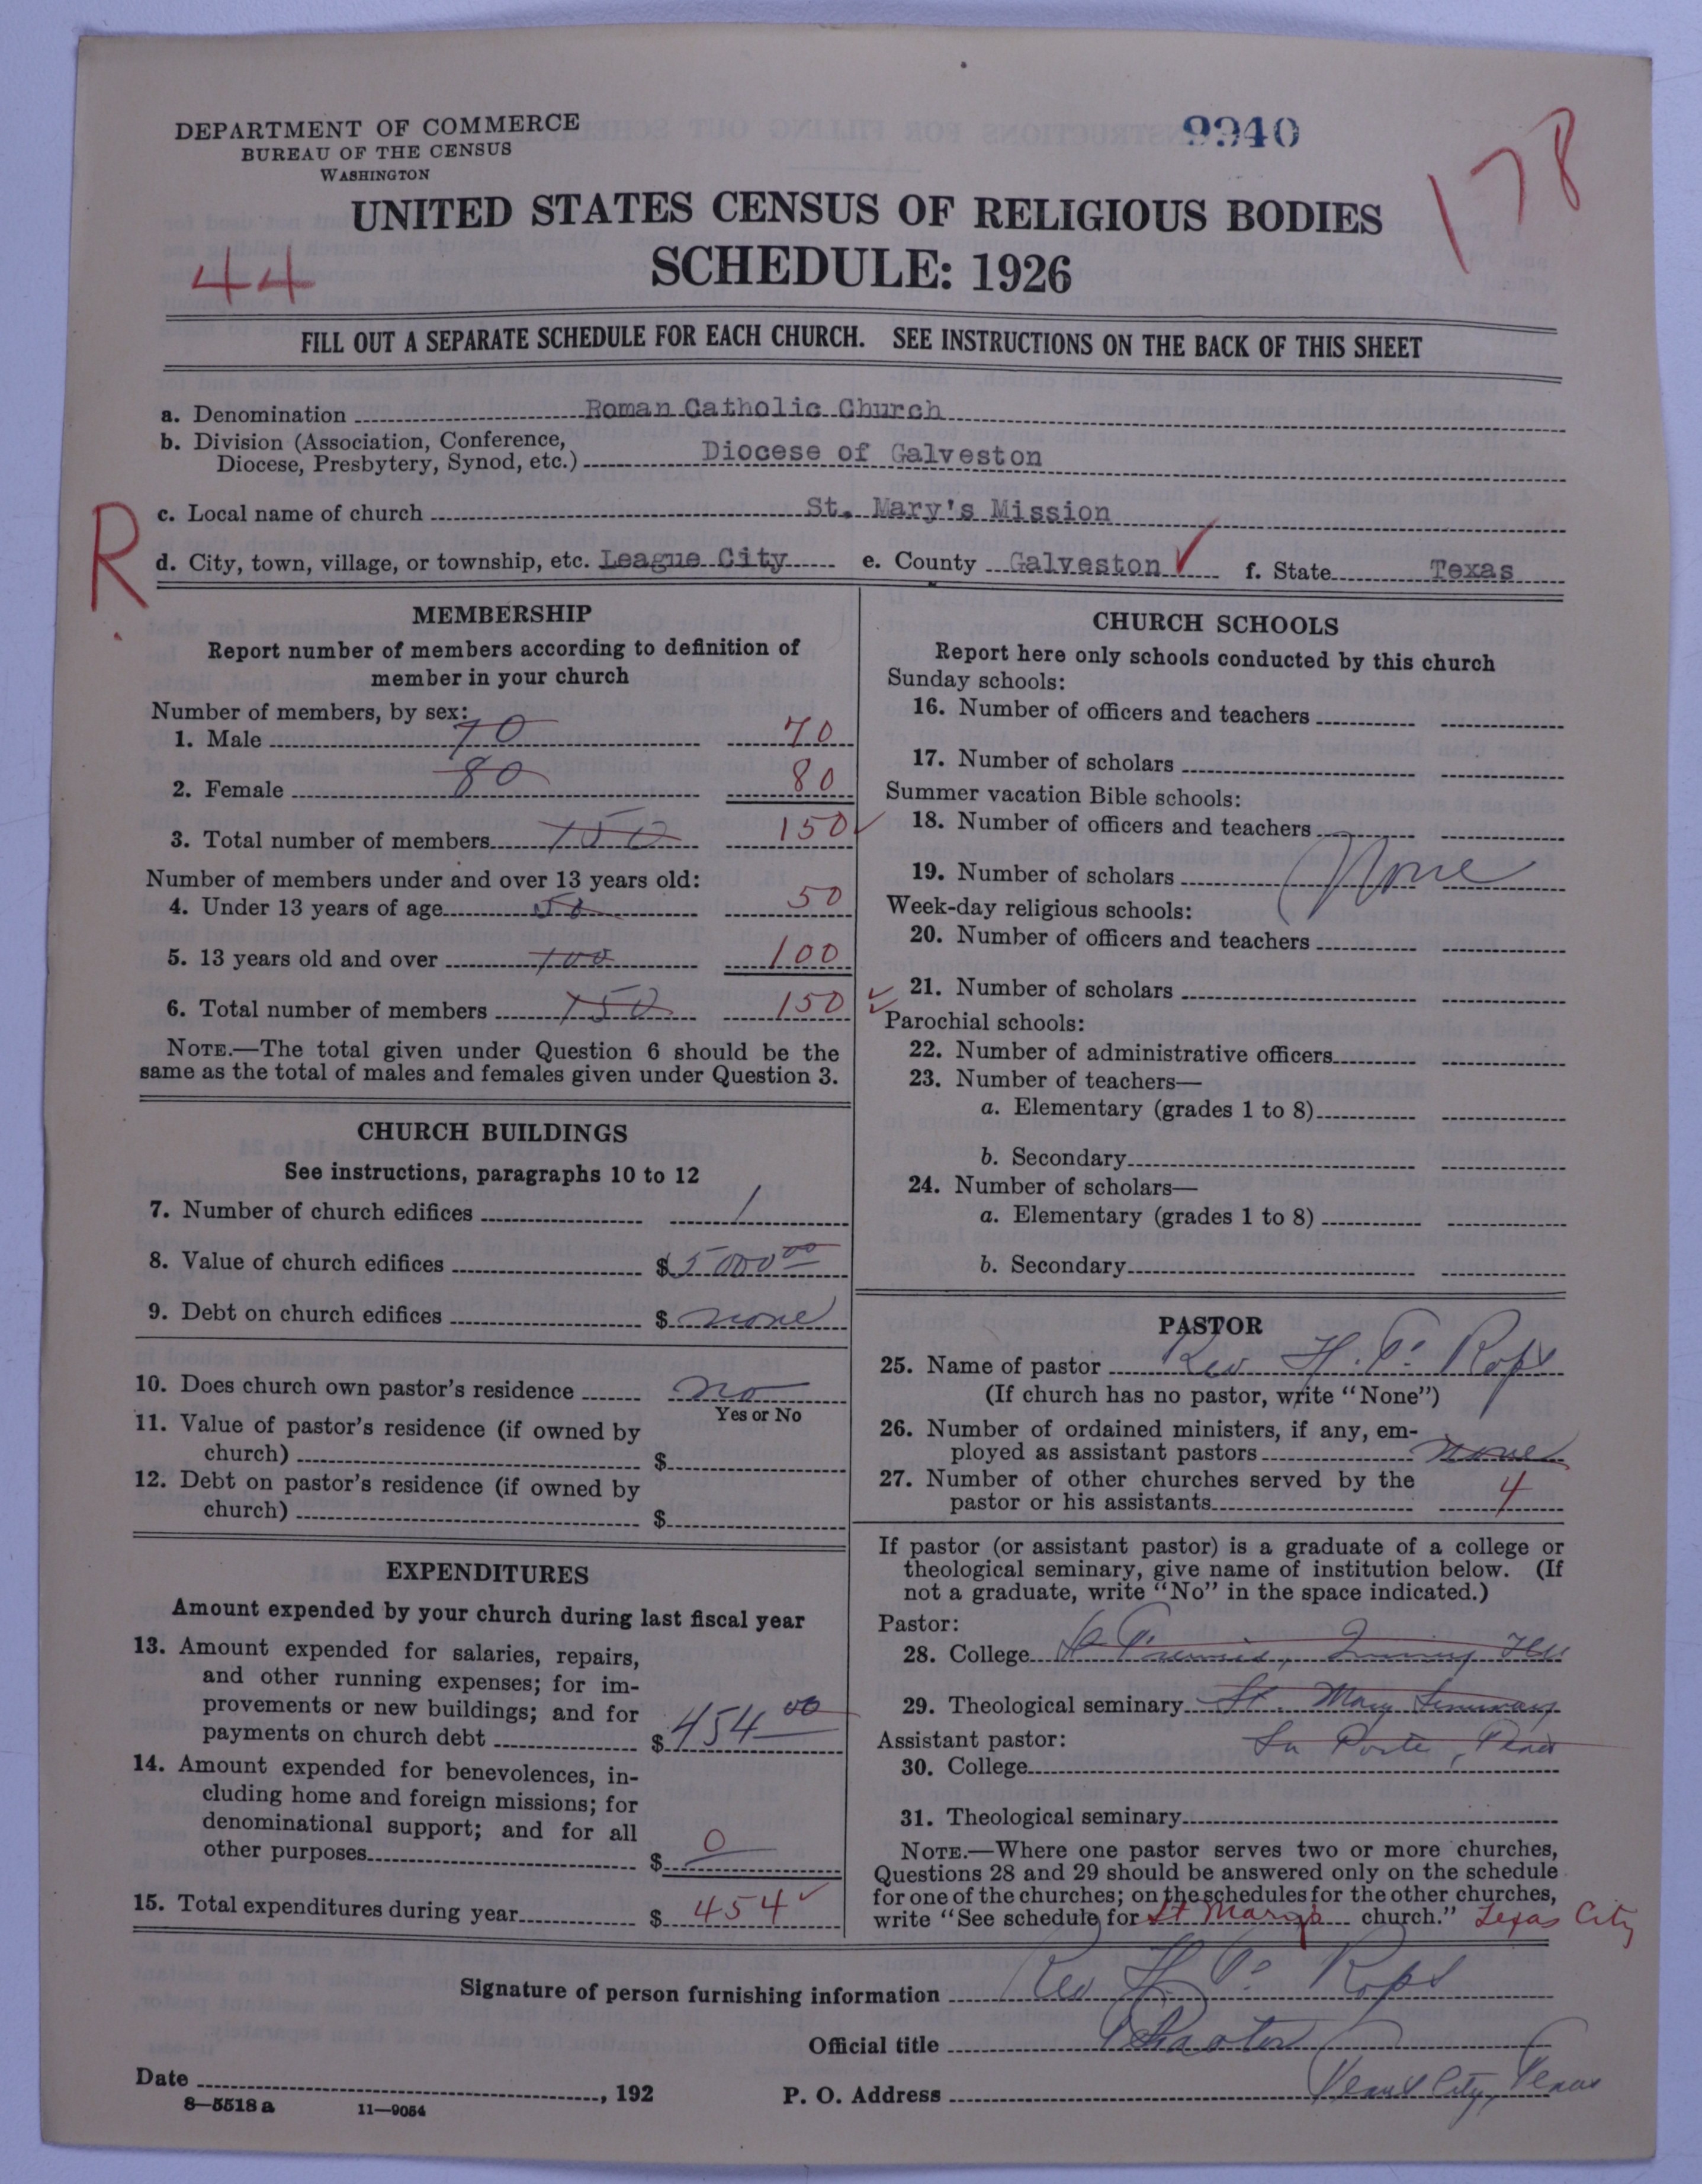 DEPARTMENT OF COMMERCE
BUREAU OF THE CENSUS
WASHINGTON
9940
178
UNITED STATES CENSUS OF RELIGIOUS BODIES
SCHEDULE: 1926
44
FILL OUT A SEPARATE SCHEDULE FOR EACH CHURCH. SEE INSTRUCTIONS ON THE BACK OF THIS SHEET
a. Denomination Roman Catholic Church
b. Division (Association, Conference,
Diocese, Presbytery, Synod, etc.) Diocese of Galveston
c. Local name of church St. Mary's Mission
R
d. City, town, village, or township, etc. League City e. County Galveston ✓ f. State Texas
MEMBERSHIP
Report number of members according to definition of
member in your church
Number of members, by sex:
1. Male 70 70
2. Female 80 80
3. Total number of members 150 150 ✓
Number of members under and over 13 years old:
4. Under 13 years of age 50 50
5. 13 years old and over 100 100
6. Total number of members 150 150 ✓
NOTE.—The total given under Question 6 should be the
same as the total of males and females given under Question 3.
CHURCH BUILDINGS
See instructions, paragraphs 10 to 12
7. Number of church edifices 1
8. Value of church edifices $ 5000 00
9. Debt on church edifices $ none
10. Does church own pastor's residence no
Yes or No
11. Value of pastor's residence (if owned by
church) $
12. Debt on pastor's residence (if owned by
church) $
EXPENDITURES
Amount expended by your church during last fiscal year
13. Amount expended for salaries, repairs,
and other running expenses; for im-
provements or new buildings; and for
payments on church debt $ 454 00
14. Amount expended for benevolences, in-
cluding home and foreign missions; for
denominational support; and for all
other purposes $ 0
15. Total expenditures during year $ 454 ✓
CHURCH SCHOOLS
Report here only schools conducted by this church
Sunday schools:
16. Number of officers and teachers
17. Number of scholars
Summer vacation Bible schools:
18. Number of officers and teachers
19. Number of scholars None
Week-day religious schools:
20. Number of officers and teachers
21. Number of scholars
Parochial schools:
22. Number of administrative officers
23. Number of teachers—
a. Elementary (grades 1 to 8)
b. Secondary
24. Number of scholars—
a. Elementary (grades 1 to 8)
b. Secondary
PASTOR
25. Name of pastor Rev H. P. Rops
(If church has no pastor, write "None")
26. Number of ordained ministers, if any, em-
ployed as assistant pastors none
27. Number of other churches served by the
pastor or his assistants 4
If pastor (or assistant pastor) is a graduate of a college or
theological seminary, give name of institution below. (If
not a graduate, write "No" in the space indicated.)
Pastor:
28. College
29. Theological seminary St. Mary Seminary
La Porte, Texas
Assistant pastor:
30. College
31. Theological seminary
NOTE.—Where one pastor serves two or more churches,
Questions 28 and 29 should be answered only on the schedule
for one of the churches; on the schedules for the other churches,
write "See schedule for St Mary's church." Texas City
Signature of person furnishing information Rev H. P. Rops
Official title Pastor
Date , 192
P. O. Address Texas City, Texas
8—5518 a 11—9054